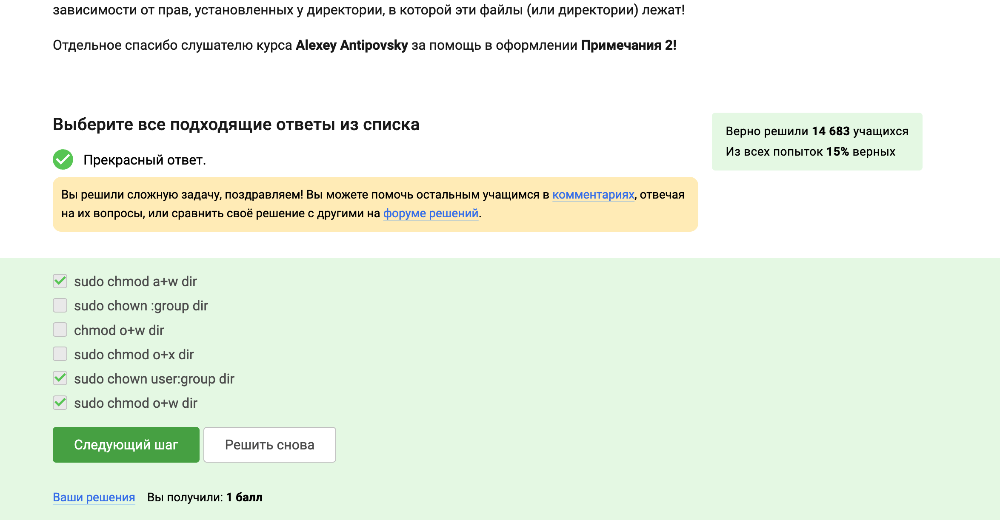 зависимости от прав, установленных у директории, в которой эти файлы (или директории) лежат!
Отдельное спасибо слушателю курса Alexey Antipovsky за помощь в оформлении Примечания 2!
Выберите все подходящие ответы из списка
Верно решили 14 683 учащихся
Из всех попыток 15% верных
Прекрасный ответ.
Вы решили сложную задачу, поздравляем! Вы можете помочь остальным учащимся в комментариях, отвечая
на их вопросы, или сравнить своё решение с другими на форуме решений.
sudo chmod a+w dir
sudo chown :group dir
chmod o+w dir
sudo chmod o+x dir
sudo chown user:group dir
sudo chmod o+w dir
Следующий шаг
Решить снова
Ваши решения Вы получили: 1 балл